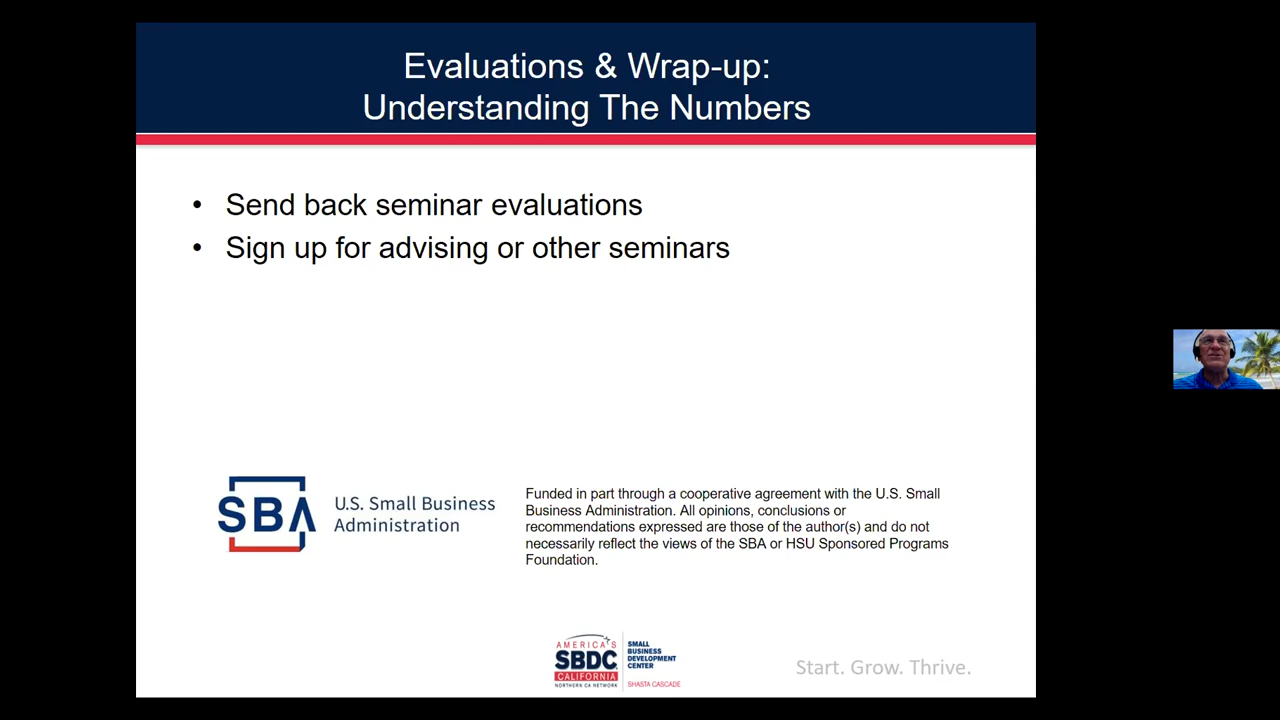 Evaluations & Wrap-up:
Understanding The Numbers
• Send back seminar evaluations
• Sign up for advising or other seminars
SBA
U.S. Small Business
Administration
Funded in part through a cooperative agreement with the U.S. Small
Business Administration. All opinions, conclusions or
recommendations expressed are those of the author(s) and do not
necessarily reflect the views of the SBA or HSU Sponsored Programs
Foundation.
AMERICA'S
SBDC
CALIFORNIA
NORTHERN CA NETWORK
SMALL
BUSINESS
DEVELOPMENT
CENTER
SHASTA CASCADE
Start. Grow. Thrive.